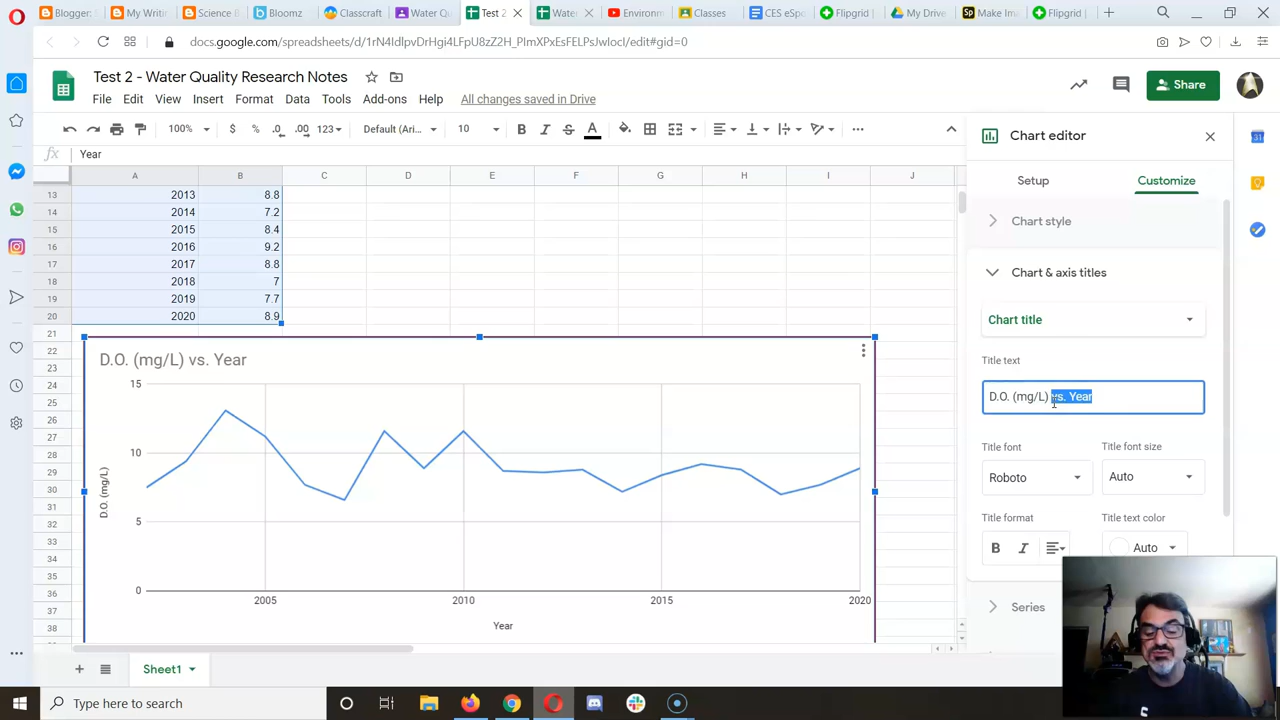 Blogger:
My Writin
Science 8
Bloomz
Classcraft
Water Qu
Test 2 -
Water
Environm
Classes
CES eSpo
Flipgrid |
My Drive
Sp Make Ima
Flipgrid |
docs.google.com/spreadsheets/d/1rN4IdIpvDrHgi4LFpU8zZ2H_PlmXPxEsFELPsJwlocI/edit#gid=0
Test 2 - Water Quality Research Notes
File Edit View Insert Format Data Tools Add-ons Help All changes saved in Drive
Share
100% $ % .0 .00 123 Default (Ari... 10 B I S A
fx Year
A B C D E F G H I J
13 2013 8.8
14 2014 7.2
15 2015 8.4
16 2016 9.2
17 2017 8.8
18 2018 7
19 2019 7.7
20 2020 8.9
21
22
23
24
25
26
27
28
29
30
31
32
33
34
35
36
37
38
D.O. (mg/L) vs. Year
15
10
5
0
D.O. (mg/L)
2005 2010 2015 2020
Year
Chart editor
Setup Customize
Chart style
Chart & axis titles
Chart title
Title text
D.O. (mg/L) vs. Year
Title font Title font size
Roboto Auto
Title format Title text color
B I Auto
Series
Sheet1
Type here to search